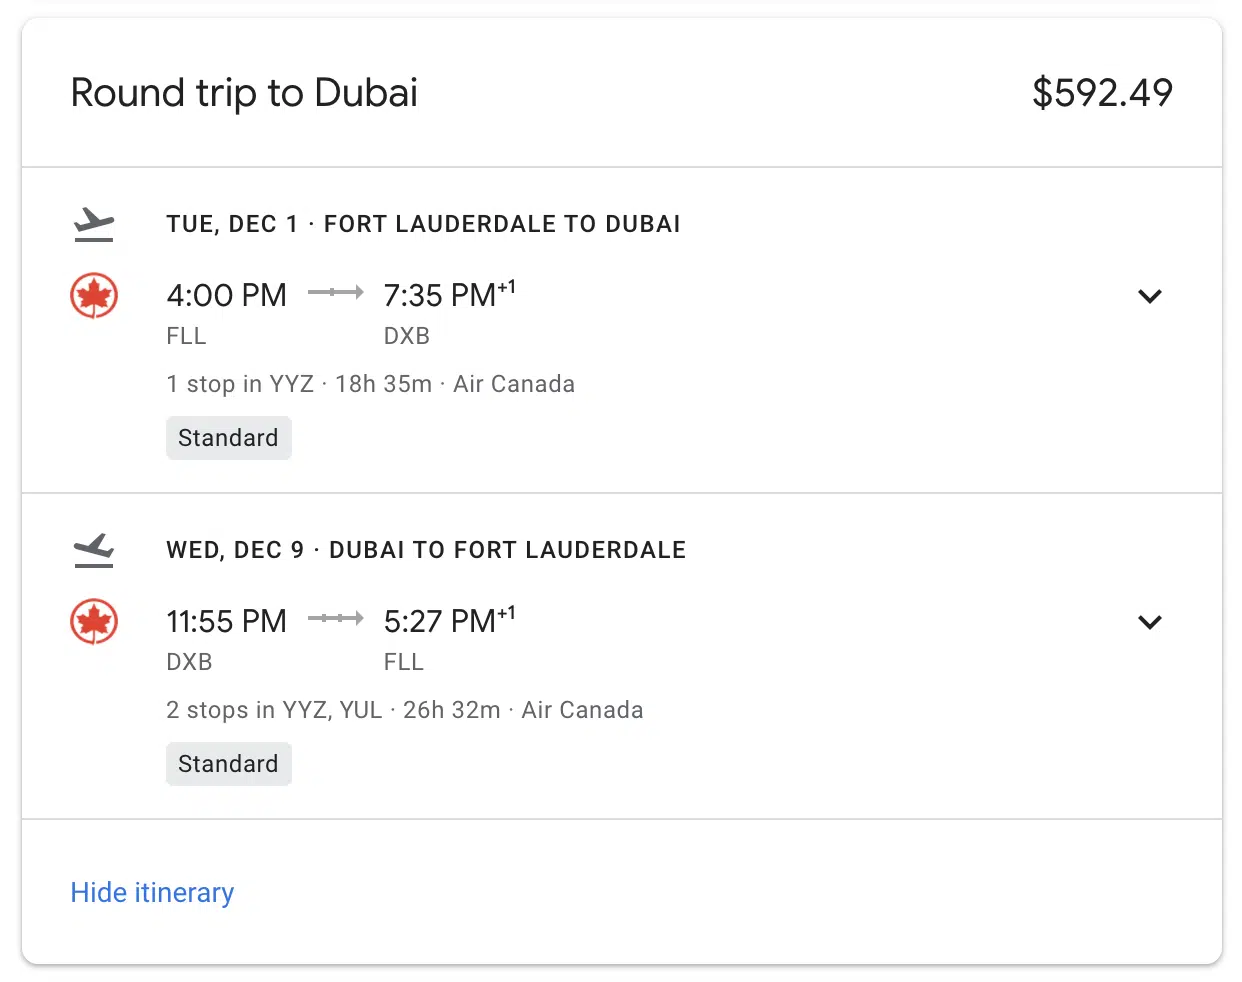 Round trip to Dubai
$592.49
TUE, DEC 1 · FORT LAUDERDALE TO DUBAI
4:00 PM 7:35 PM+1
FLL DXB
1 stop in YYZ · 18h 35m · Air Canada
Standard
WED, DEC 9 · DUBAI TO FORT LAUDERDALE
11:55 PM 5:27 PM+1
DXB FLL
2 stops in YYZ, YUL · 26h 32m · Air Canada
Standard
Hide itinerary